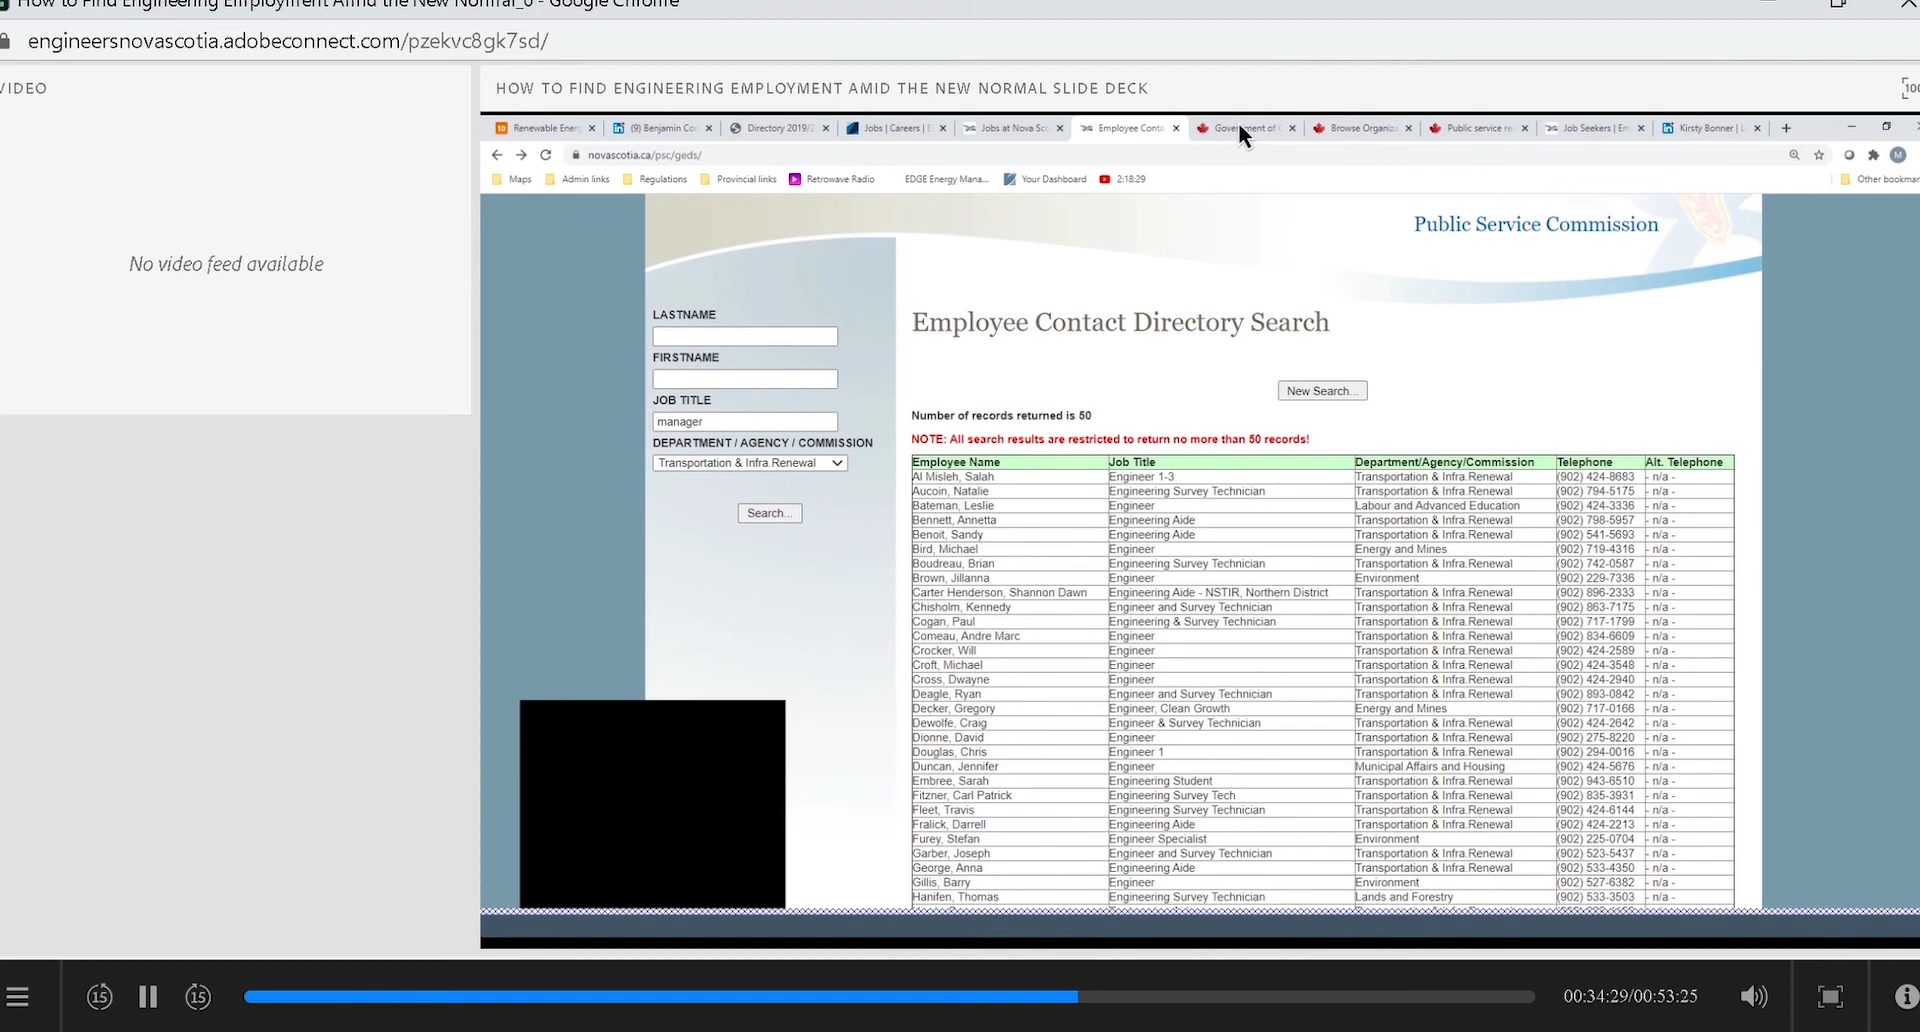 How to Find Engineering Employment Amid the New Normal_0 - Google Chrome
engineersnovascotia.adobeconnect.com/pzekvc8gk7sd/
VIDEO
HOW TO FIND ENGINEERING EMPLOYMENT AMID THE NEW NORMAL SLIDE DECK
100
Renewable Ener (9) Benjamin Co Directory 2019/2 Jobs | Careers | E Jobs at Nova Sc Employee Conta Government of C Browse Organiz Public service re Job Seekers | Em Kirsty Bonner | L
novascotia.ca/psc/geds/ M
Maps Admin links Regulations Provincial links Retrowave Radio EDGE Energy Mana... Your Dashboard 2:18:29 Other bookmar
No video feed available
Public Service Commission
LASTNAME
FIRSTNAME
JOB TITLE
manager
DEPARTMENT / AGENCY / COMMISSION
Transportation & Infra.Renewal
Search...
Employee Contact Directory Search
New Search...
Number of records returned is 50
NOTE: All search results are restricted to return no more than 50 records!
Employee Name Job Title Department/Agency/Commission Telephone Alt. Telephone
Al Misleh, Salah Engineer 1-3 Transportation & Infra.Renewal (902) 424-8683 - n/a -
Aucoin, Natalie Engineering Survey Technician Transportation & Infra.Renewal (902) 794-5175 - n/a -
Bateman, Leslie Engineer Labour and Advanced Education (902) 424-3336 - n/a -
Bennett, Annetta Engineering Aide Transportation & Infra.Renewal (902) 798-5957 - n/a -
Benoit, Sandy Engineering Aide Transportation & Infra.Renewal (902) 541-5693 - n/a -
Bird, Michael Engineer Energy and Mines (902) 719-4316 - n/a -
Boudreau, Brian Engineering Survey Technician Transportation & Infra.Renewal (902) 742-0587 - n/a -
Brown, Jillanna Engineer Environment (902) 229-7336 - n/a -
Carter Henderson, Shannon Dawn Engineering Aide - NSTIR, Northern District Transportation & Infra.Renewal (902) 896-2333 - n/a -
Chisholm, Kennedy Engineer and Survey Technician Transportation & Infra.Renewal (902) 863-7175 - n/a -
Cogan, Paul Engineering & Survey Technician Transportation & Infra.Renewal (902) 717-1799 - n/a -
Comeau, Andre Marc Engineer Transportation & Infra.Renewal (902) 834-6609 - n/a -
Crocker, Will Engineer Transportation & Infra.Renewal (902) 424-2589 - n/a -
Croft, Michael Engineer Transportation & Infra.Renewal (902) 424-3548 - n/a -
Cross, Dwayne Engineer Transportation & Infra.Renewal (902) 424-2940 - n/a -
Deagle, Ryan Engineer and Survey Technician Transportation & Infra.Renewal (902) 893-0842 - n/a -
Decker, Gregory Engineer, Clean Growth Energy and Mines (902) 717-0166 - n/a -
Dewolfe, Craig Engineer & Survey Technician Transportation & Infra.Renewal (902) 424-2642 - n/a -
Dionne, David Engineer Transportation & Infra.Renewal (902) 275-8220 - n/a -
Douglas, Chris Engineer 1 Transportation & Infra.Renewal (902) 294-0016 - n/a -
Duncan, Jennifer Engineer Municipal Affairs and Housing (902) 424-5676 - n/a -
Embree, Sarah Engineering Student Transportation & Infra.Renewal (902) 943-6510 - n/a -
Fitzner, Carl Patrick Engineering Survey Tech Transportation & Infra.Renewal (902) 835-3931 - n/a -
Fleet, Travis Engineering Survey Technician Transportation & Infra.Renewal (902) 424-6144 - n/a -
Fralick, Darrell Engineering Aide Transportation & Infra.Renewal (902) 424-2213 - n/a -
Furey, Stefan Engineer Specialist Environment (902) 225-0704 - n/a -
Garber, Joseph Engineer and Survey Technician Transportation & Infra.Renewal (902) 523-5437 - n/a -
George, Anna Engineering Aide Transportation & Infra.Renewal (902) 533-4350 - n/a -
Gillis, Barry Engineer Environment (902) 527-6382 - n/a -
Hanifen, Thomas Engineering Survey Technician Lands and Forestry (902) 533-3503 - n/a -
15 15 00:34:29/00:53:25